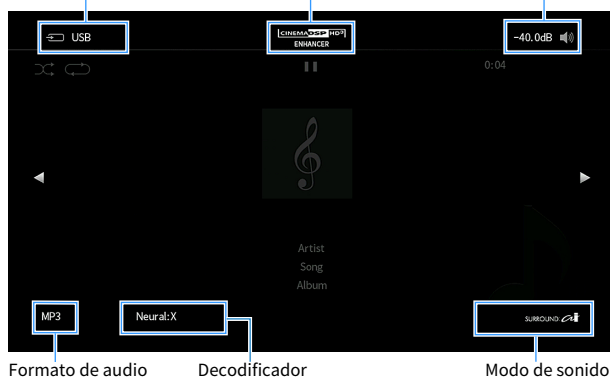 USB
CINEMA DSP HD³
ENHANCER
-40.0dB
0:04
Artist
Song
Album
MP3
Neural:X
SURROUND: AI
Formato de audio
Decodificador
Modo de sonido